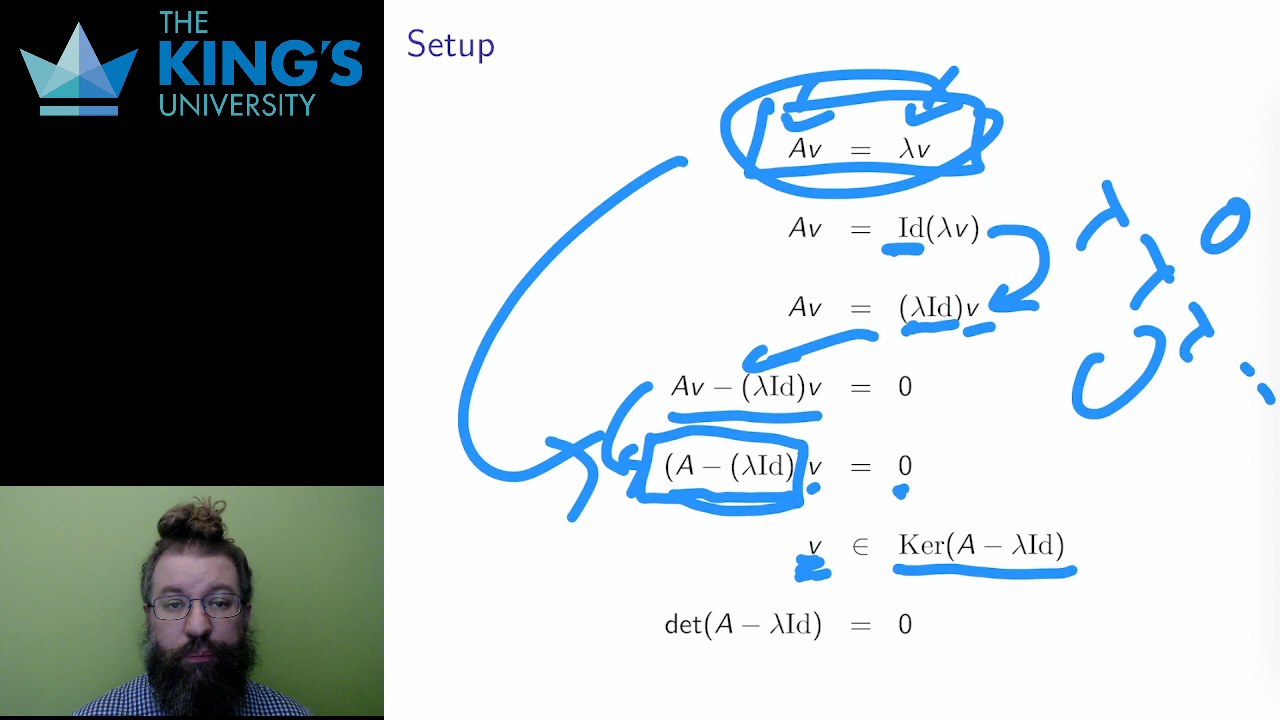 THE
KING'S
UNIVERSITY
Setup
Av = λv
Av = Id(λv)
Av = (λId)v
Av − (λId)v = 0
(A − (λId) v = 0
v ∈ Ker(A − λId)
det(A − λId) = 0
λ 0
λ
λ